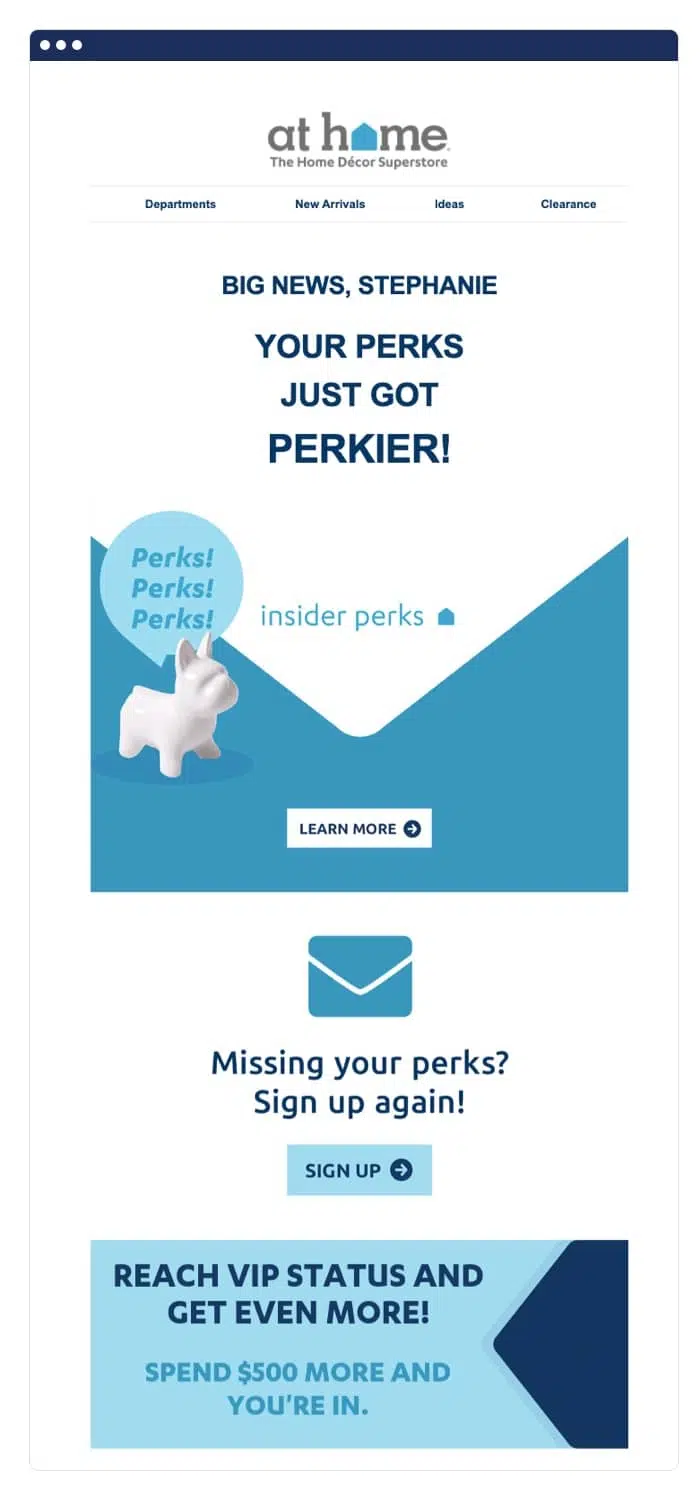 at home
The Home Décor Superstore
Departments New Arrivals Ideas Clearance
BIG NEWS, STEPHANIE
YOUR PERKS
JUST GOT
PERKIER!
Perks!
Perks!
Perks!
insider perks
LEARN MORE
Missing your perks?
Sign up again!
SIGN UP
REACH VIP STATUS AND
GET EVEN MORE!
SPEND $500 MORE AND
YOU'RE IN.